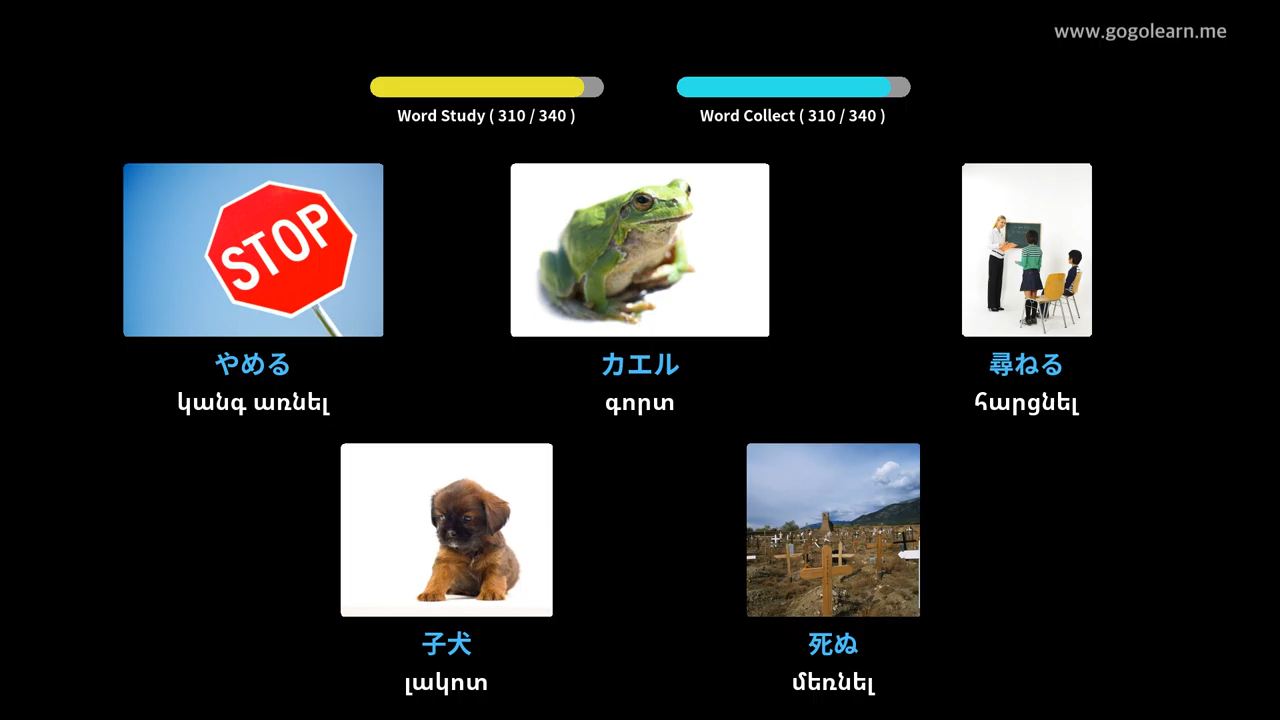 www.gogolearn.me
Word Study ( 310 / 340 )
Word Collect ( 310 / 340 )
STOP
やめる
կանգ առնել
カエル
գորտ
尋ねる
հարցնել
子犬
լակոտ
死ぬ
մեռնել